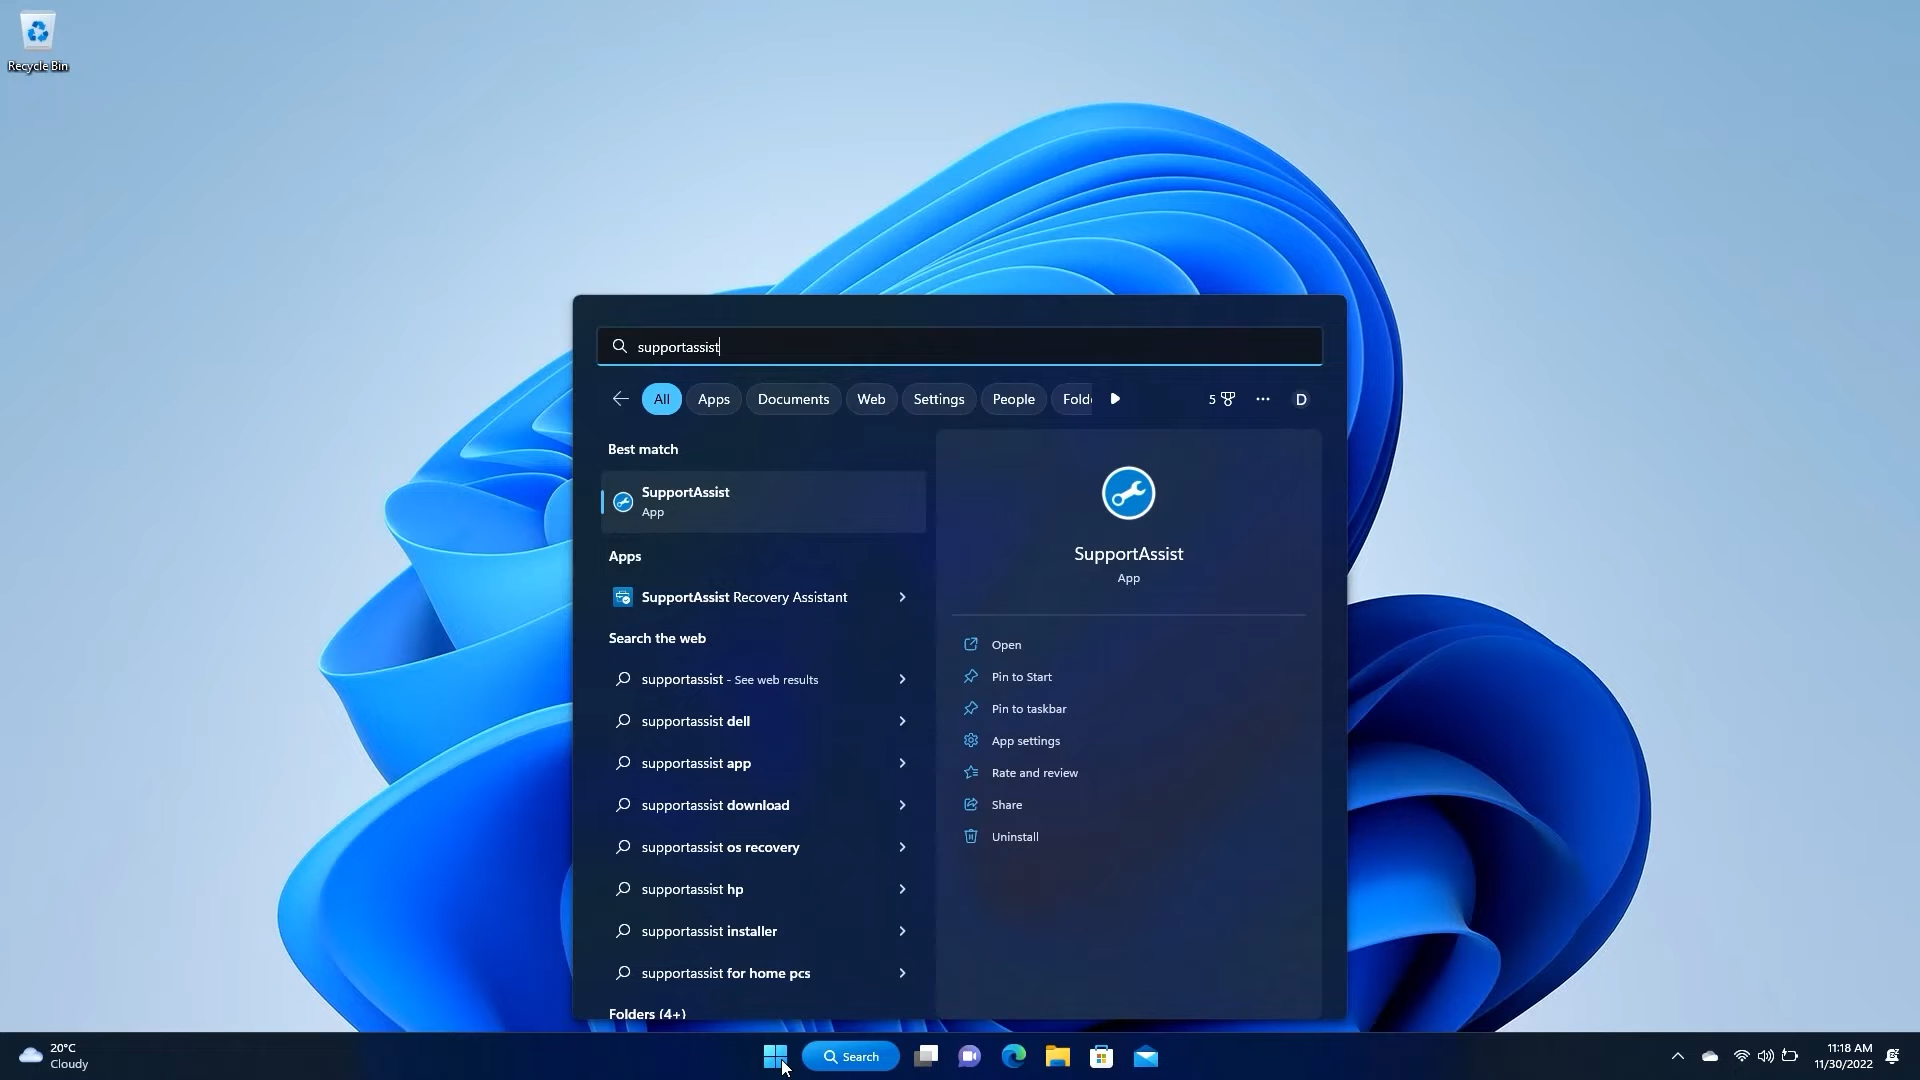 Recycle Bin
supportassist
All
Apps
Documents
Web
Settings
People
Fold
5
D
Best match
SupportAssist
App
Apps
SupportAssist Recovery Assistant
Search the web
supportassist - See web results
supportassist dell
supportassist app
supportassist download
supportassist os recovery
supportassist hp
supportassist installer
supportassist for home pcs
Folders (4+)
SupportAssist
App
Open
Pin to Start
Pin to taskbar
App settings
Rate and review
Share
Uninstall
20°C
Cloudy
Search
11:18 AM
11/30/2022